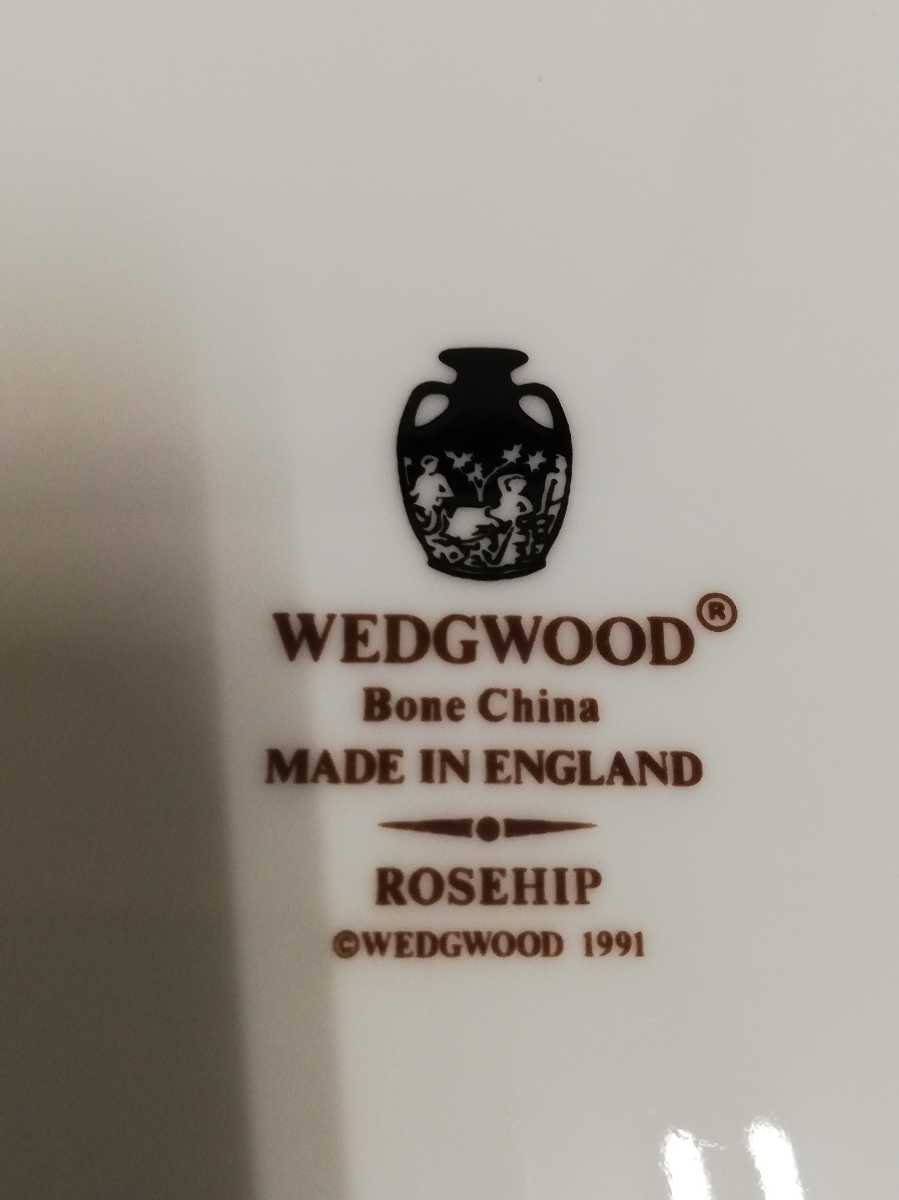 WEDGWOOD®
Bone China
MADE IN ENGLAND
ROSEHIP
©WEDGWOOD 1991